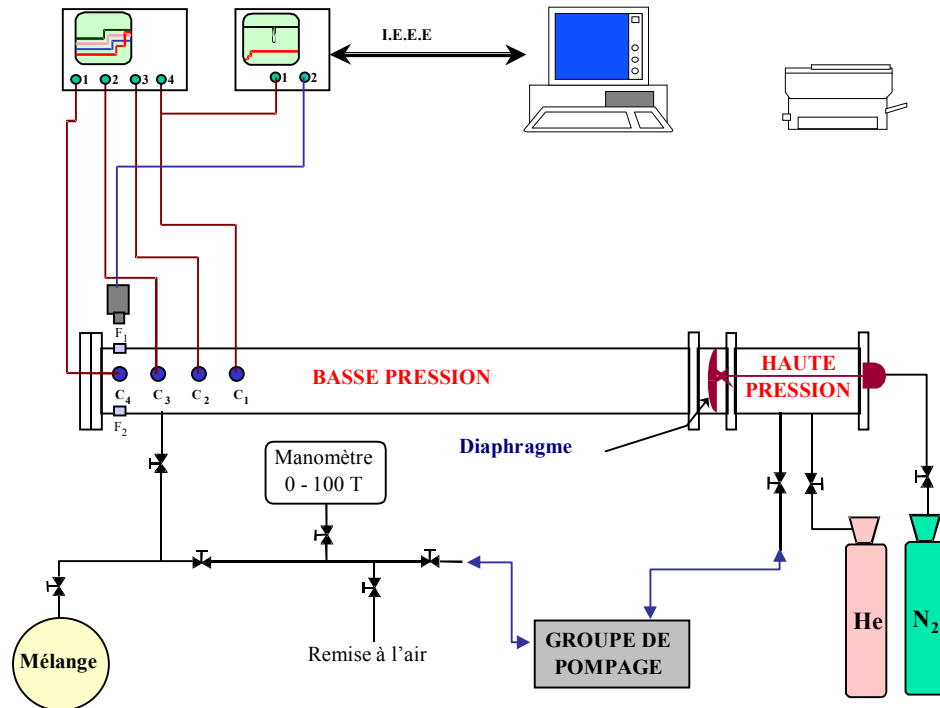 I.E.E.E
1 2 3 4
1 2
F1
BASSE PRESSION
HAUTE
PRESSION
C4 C3 C2 C1
F2
Diaphragme
Manomètre
0 - 100 T
He
N2
GROUPE DE
POMPAGE
Mélange
Remise à l’air